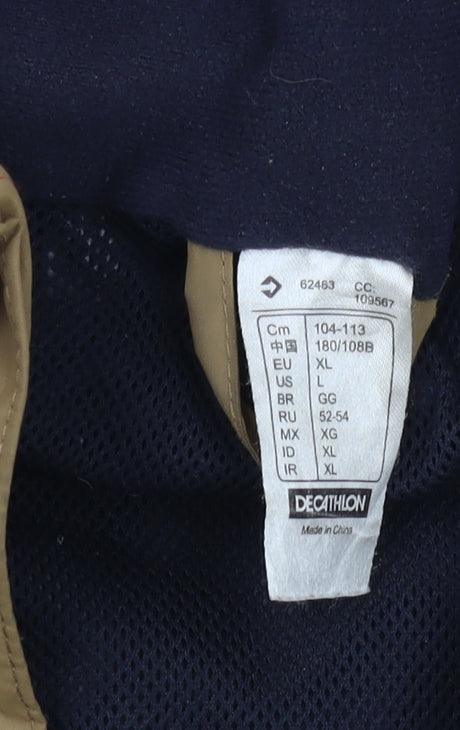 62463 CC:
109567
Cm 104-113
中国 180/108B
EU XL
US L
BR GG
RU 52-54
MX XG
ID XL
IR XL
DECATHLON
Made in China